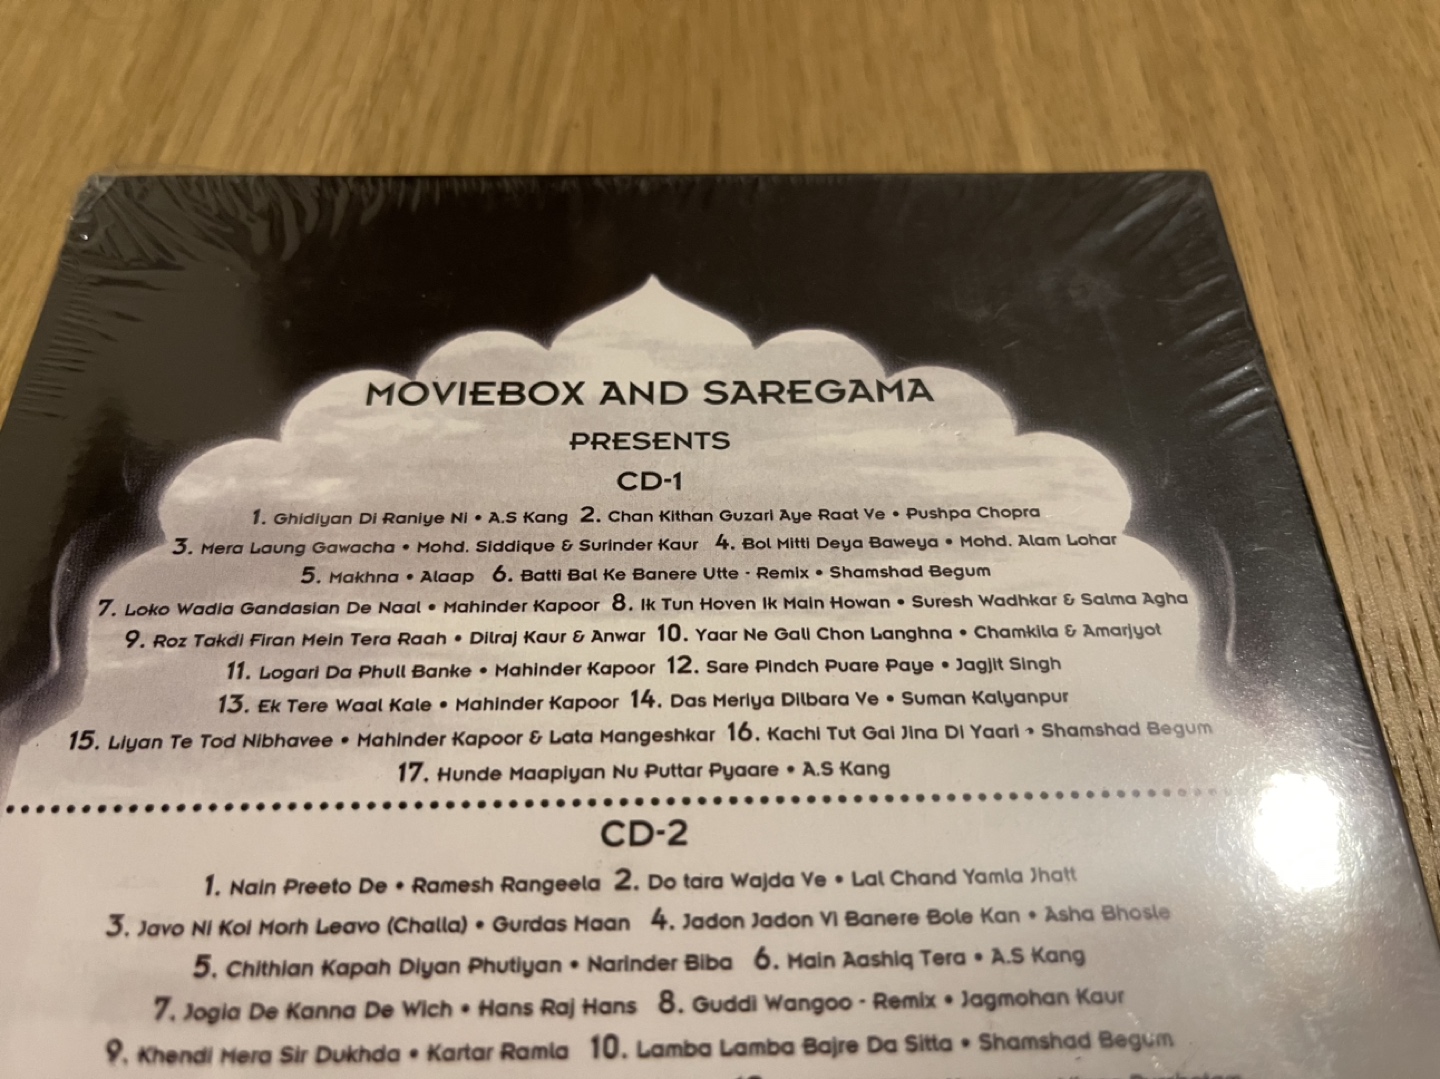 MOVIEBOX AND SAREGAMA
PRESENTS
CD-1
1. Ghidiyan Di Raniye Ni • A.S Kang 2. Chan Kithan Guzari Aye Raat Ve • Pushpa Chopra
3. Mera Laung Gawacha • Mohd. Siddique & Surinder Kaur 4. Bol Mitti Deya Baweya • Mohd. Alam Lohar
5. Makhna • Alaap 6. Batti Bal Ke Banere Utte - Remix • Shamshad Begum
7. Loko Wadia Gandasian De Naal • Mahinder Kapoor 8. Ik Tun Hoven Ik Main Howan • Suresh Wadhkar & Salma Agha
9. Roz Takdi Firan Mein Tera Raah • Dilraj Kaur & Anwar 10. Yaar Ne Gali Chon Langhna • Chamkila & Amarjyot
11. Logari Da Phull Banke • Mahinder Kapoor 12. Sare Pindch Puare Paye • Jagjit Singh
13. Ek Tere Waal Kale • Mahinder Kapoor 14. Das Meriya Dilbara Ve • Suman Kalyanpur
15. Liyan Te Tod Nibhavee • Mahinder Kapoor & Lata Mangeshkar 16. Kachi Tut Gai Jina Di Yaari • Shamshad Begum
17. Hunde Maapiyan Nu Puttar Pyaare • A.S Kang
CD-2
1. Nain Preeto De • Ramesh Rangeela 2. Do tara Wajda Ve • Lal Chand Yamla Jhatt
3. Javo Ni Koi Morh Leavo (Challa) • Gurdas Maan 4. Jadon Jadon Vi Banere Bole Kan • Asha Bhosle
5. Chithian Kapah Diyan Phutiyan • Narinder Biba 6. Main Aashiq Tera • A.S Kang
7. Jogia De Kanna De Wich • Hans Raj Hans 8. Guddi Wangoo - Remix • Jagmohan Kaur
9. Khendi Mera Sir Dukhda • Kartar Ramla 10. Lamba Lamba Bajre Da Sitta • Shamshad Begum